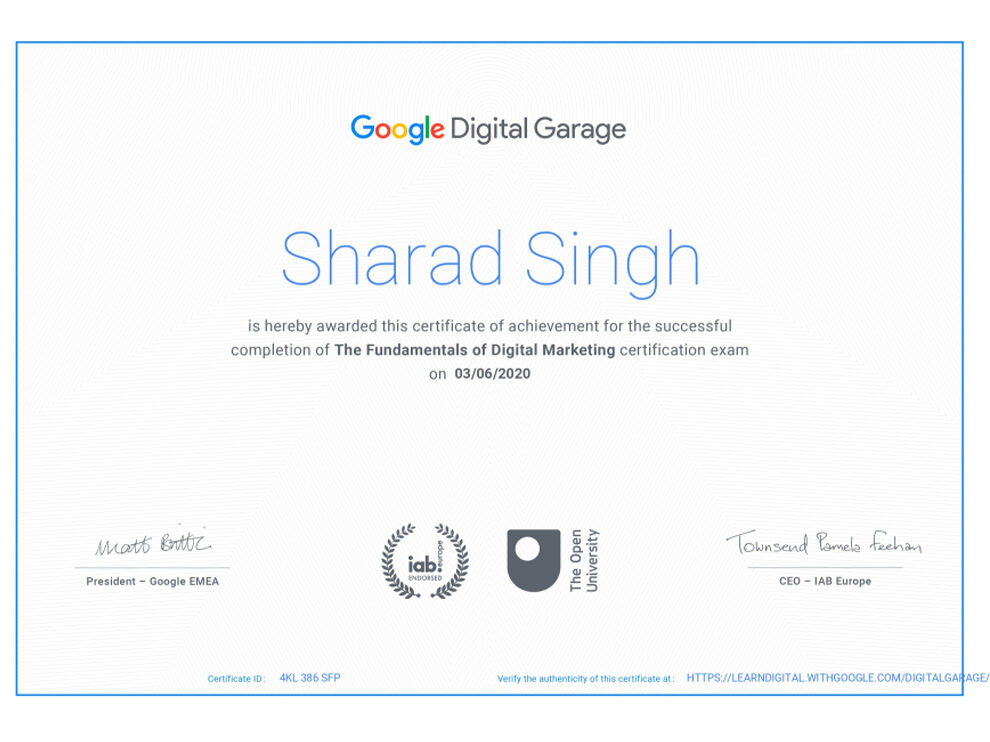 Google Digital Garage
Sharad Singh
is hereby awarded this certificate of achievement for the successful
completion of The Fundamentals of Digital Marketing certification exam
on 03/06/2020
Matt Brittin
President – Google EMEA
iab.europe
ENDORSED
The Open
University
Townsend Pamela Feehan
CEO – IAB Europe
Certificate ID : 4KL 386 SFP
Verify the authenticity of this certificate at : HTTPS://LEARNDIGITAL.WITHGOOGLE.COM/DIGITALGARAGE/